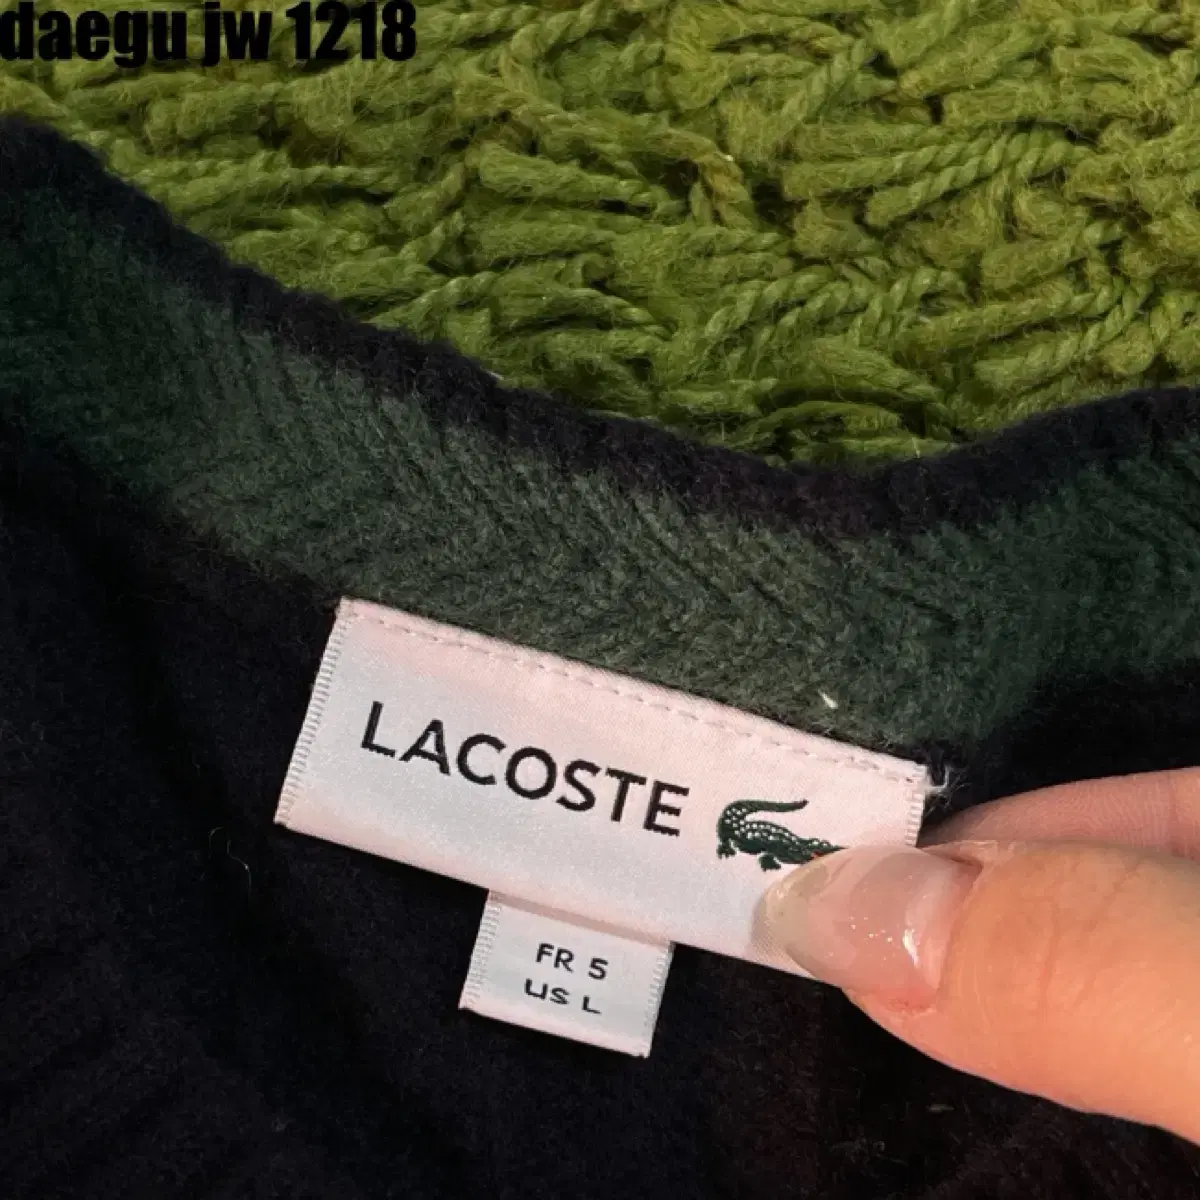 daegu jw 1218
LACOSTE
FR 5
US L